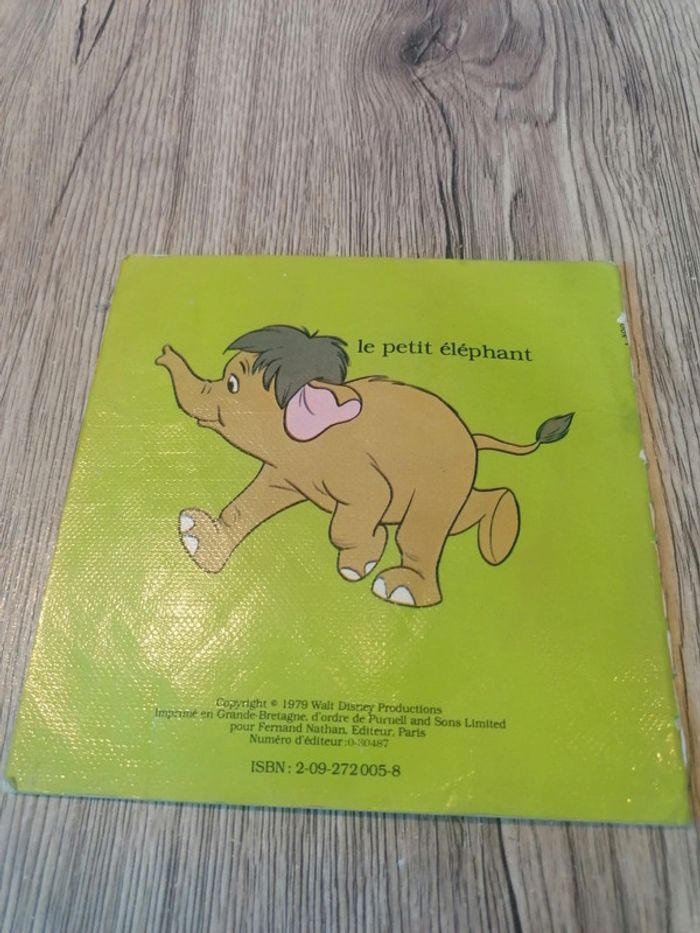 le petit éléphant
Copyright © 1979 Walt Disney Productions
Imprimé en Grande-Bretagne, d'ordre de Purnell and Sons Limited
pour Fernand Nathan, Editeur, Paris
Numéro d'éditeur :0-30487
ISBN : 2-09-272 005-8